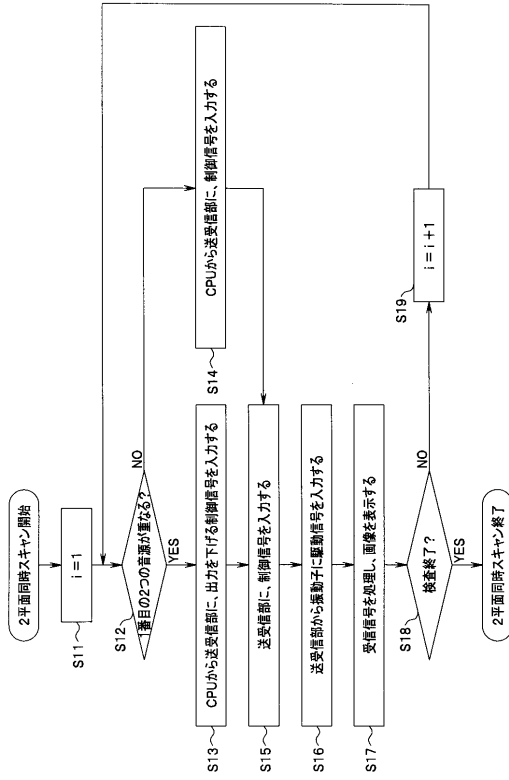 2平面同時スキャン開始
S11
i = 1
S12
1番目の2つの音源が重なる?
NO
YES
S13
CPUから送受信部に、出力を下げる制御信号を入力する
S14
CPUから送受信部に、制御信号を入力する
S15
送受信部に、制御信号を入力する
S16
送受信部から振動子に駆動信号を入力する
S17
受信信号を処理し、画像を表示する
S18
検査終了?
NO
S19
i = i + 1
YES
2平面同時スキャン終了